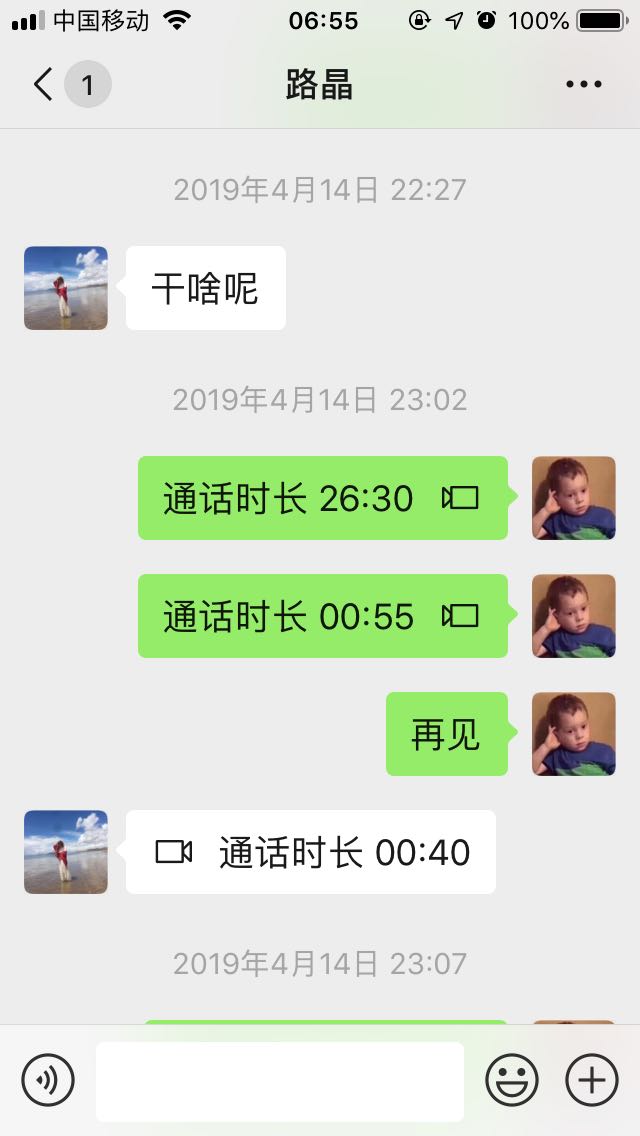 中国移动 06:55 100%
1 路晶
2019年4月14日 22:27
干啥呢
2019年4月14日 23:02
通话时长 26:30
通话时长 00:55
再见
通话时长 00:40
2019年4月14日 23:07